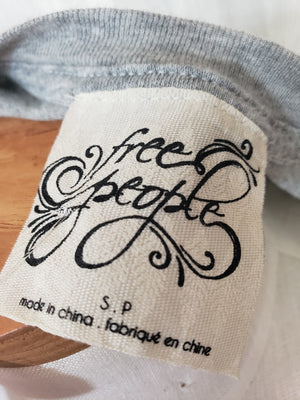 free
people
S . P
made in china . fabriqué en chine